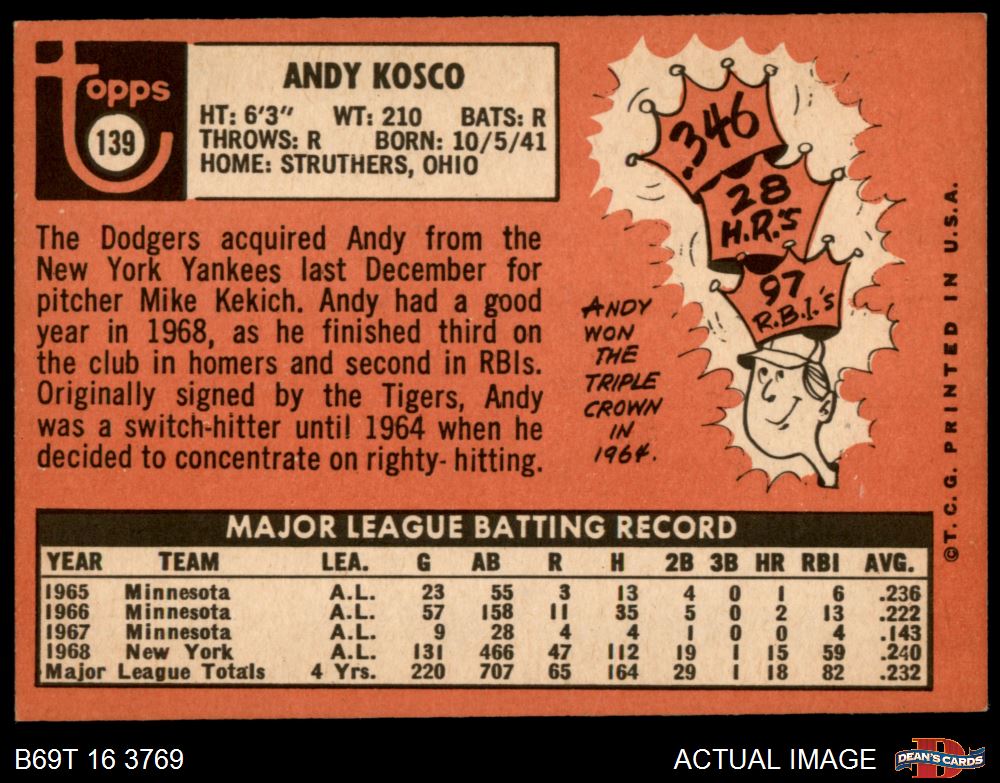 Topps
139
ANDY KOSCO
HT: 6'3" WT: 210 BATS: R
THROWS: R BORN: 10/5/41
HOME: STRUTHERS, OHIO
The Dodgers acquired Andy from the
New York Yankees last December for
pitcher Mike Kekich. Andy had a good
year in 1968, as he finished third on
the club in homers and second in RBIs.
Originally signed by the Tigers, Andy
was a switch-hitter until 1964 when he
decided to concentrate on righty- hitting.
.346
28
H.R.'S
97
R.B.I.'s
ANDY
WON
THE
TRIPLE
CROWN
IN
1964.
©T.C.G. PRINTED IN U.S.A.
MAJOR LEAGUE BATTING RECORD
YEAR TEAM LEA. G AB R H 2B 3B HR RBI AVG.
1965 Minnesota A.L. 23 55 3 13 4 0 1 6 .236
1966 Minnesota A.L. 57 158 11 35 5 0 2 13 .222
1967 Minnesota A.L. 9 28 4 4 1 0 0 4 .143
1968 New York A.L. 131 466 47 112 19 1 15 59 .240
Major League Totals 4 Yrs. 220 707 65 164 29 1 18 82 .232
B69T 16 3769
ACTUAL IMAGE
D
DEAN'S CARDS